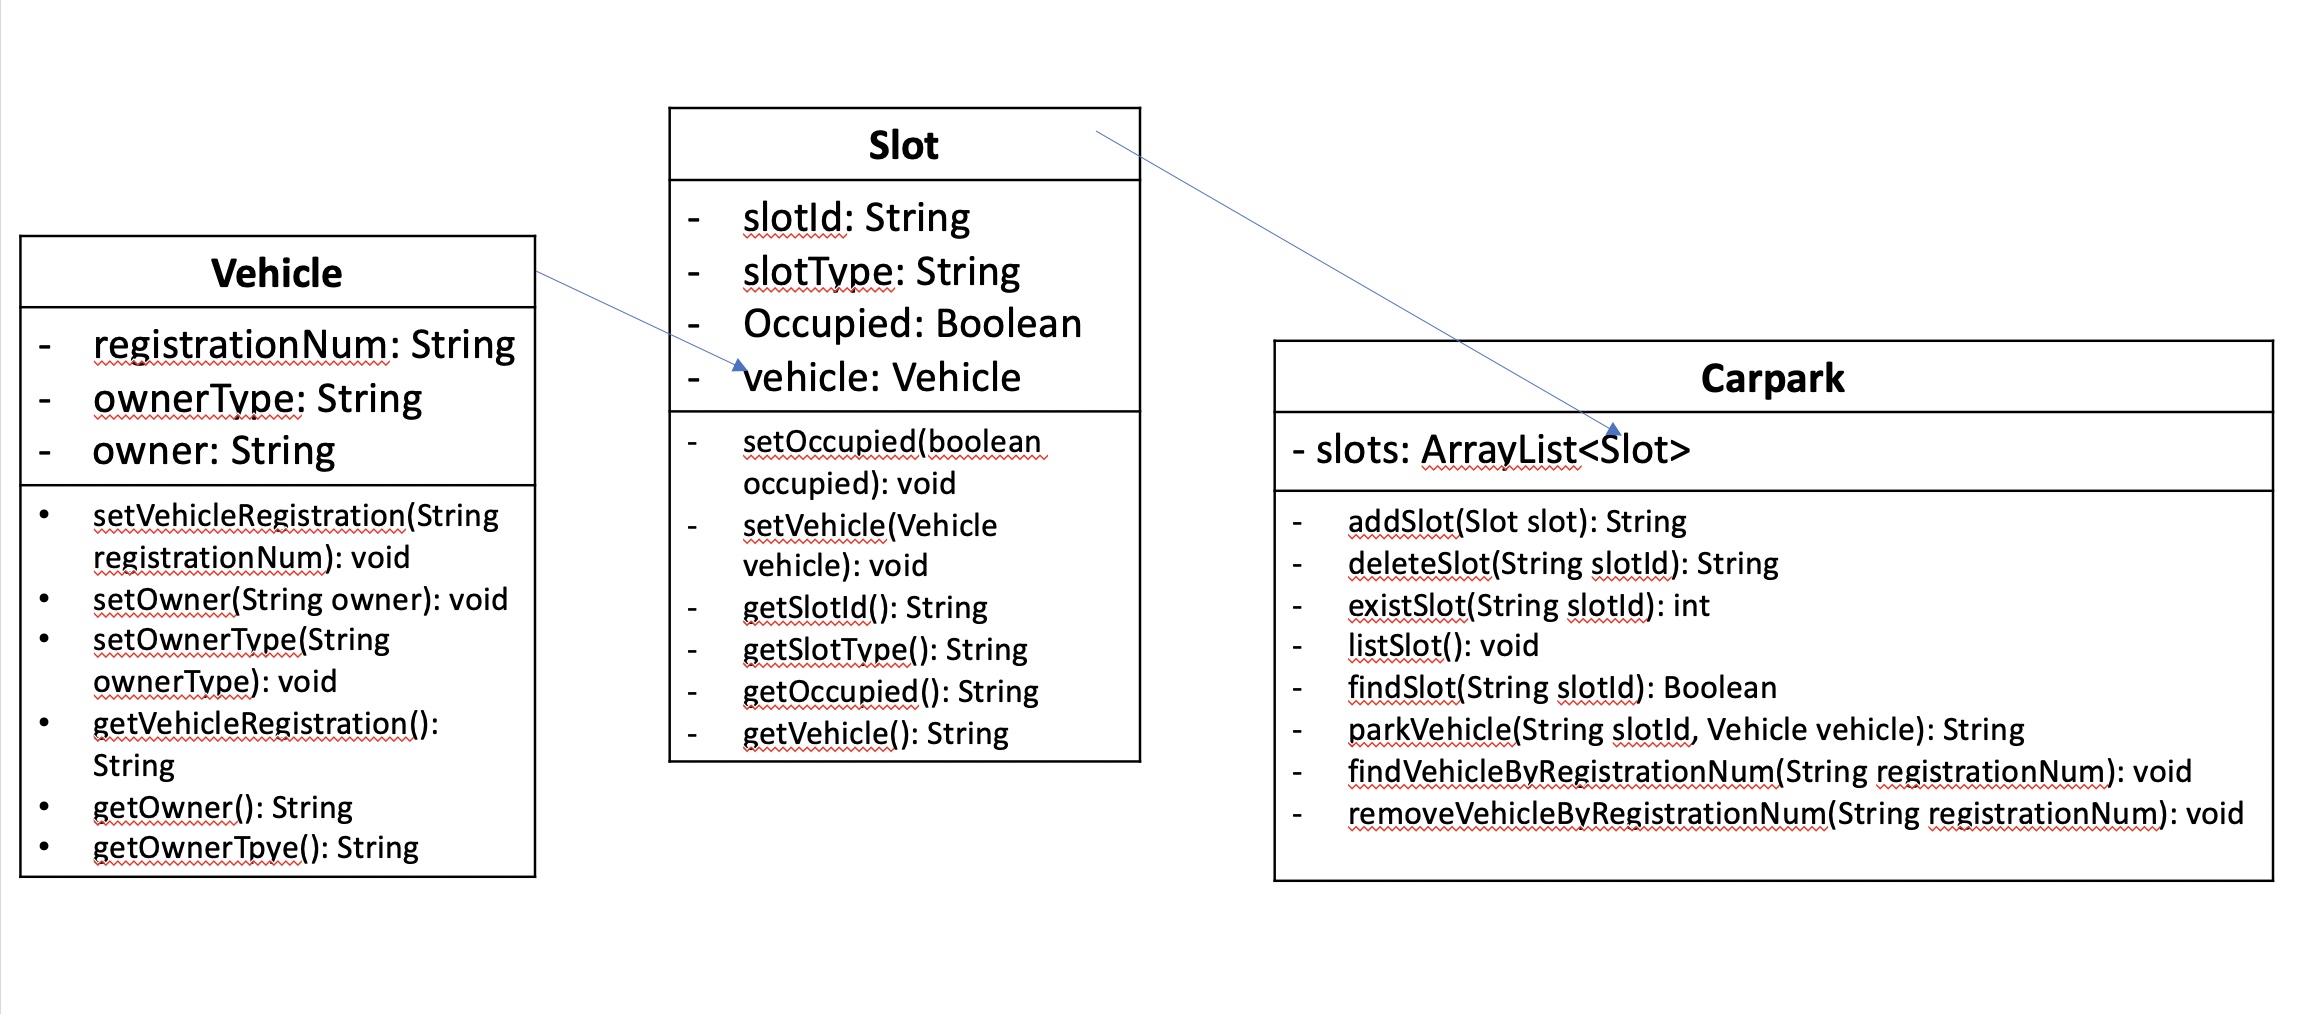 Vehicle
- registrationNum: String
- ownerType: String
- owner: String
• setVehicleRegistration(String
registrationNum): void
• setOwner(String owner): void
• setOwnerType(String
ownerType): void
• getVehicleRegistration():
String
• getOwner(): String
• getOwnerTpye(): String
Slot
- slotId: String
- slotType: String
- Occupied: Boolean
- vehicle: Vehicle
- setOccupied(boolean
occupied): void
- setVehicle(Vehicle
vehicle): void
- getSlotId(): String
- getSlotType(): String
- getOccupied(): String
- getVehicle(): String
Carpark
- slots: ArrayList<Slot>
- addSlot(Slot slot): String
- deleteSlot(String slotId): String
- existSlot(String slotId): int
- listSlot(): void
- findSlot(String slotId): Boolean
- parkVehicle(String slotId, Vehicle vehicle): String
- findVehicleByRegistrationNum(String registrationNum): void
- removeVehicleByRegistrationNum(String registrationNum): void